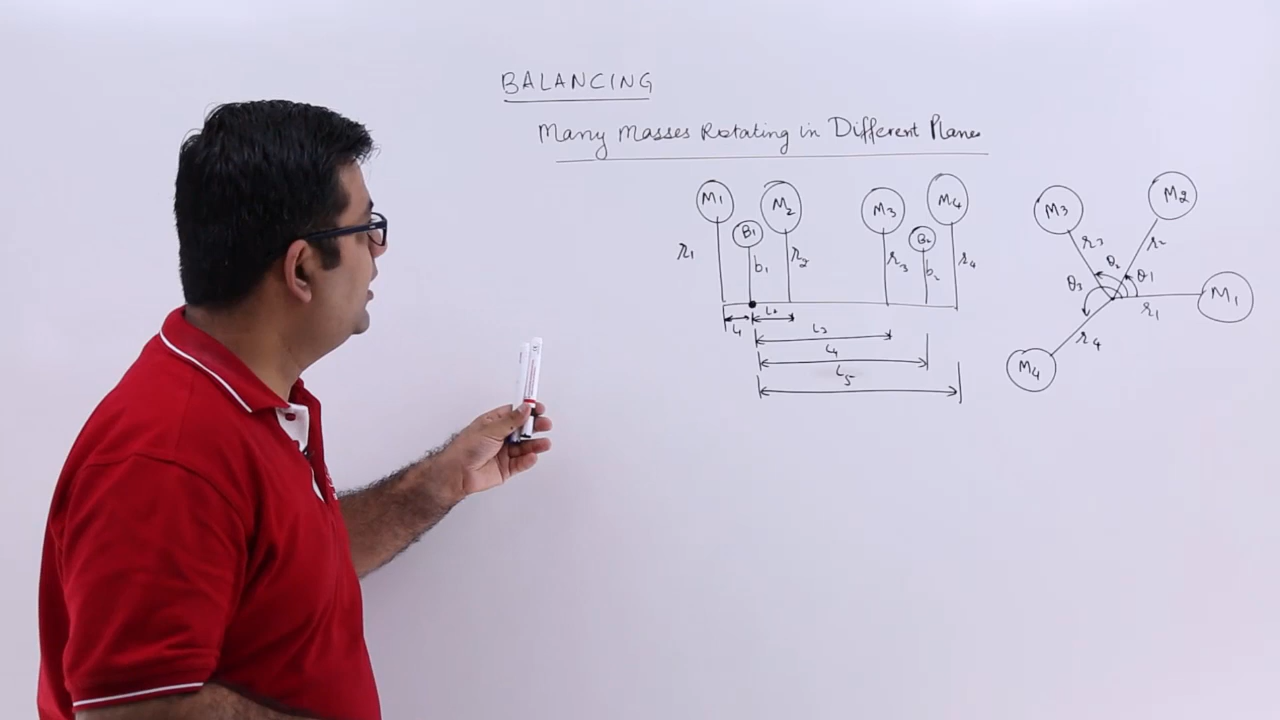 BALANCING
Many Masses Rotating in Different Planes
M1 M2 M3 M4
B1 B2
r1 b1 r2 r3 b2 r4
L1 L2
L3
L4
L5
M3 M2
r3 r2
θ3 θ2 θ1
M1
r1
r4
M4